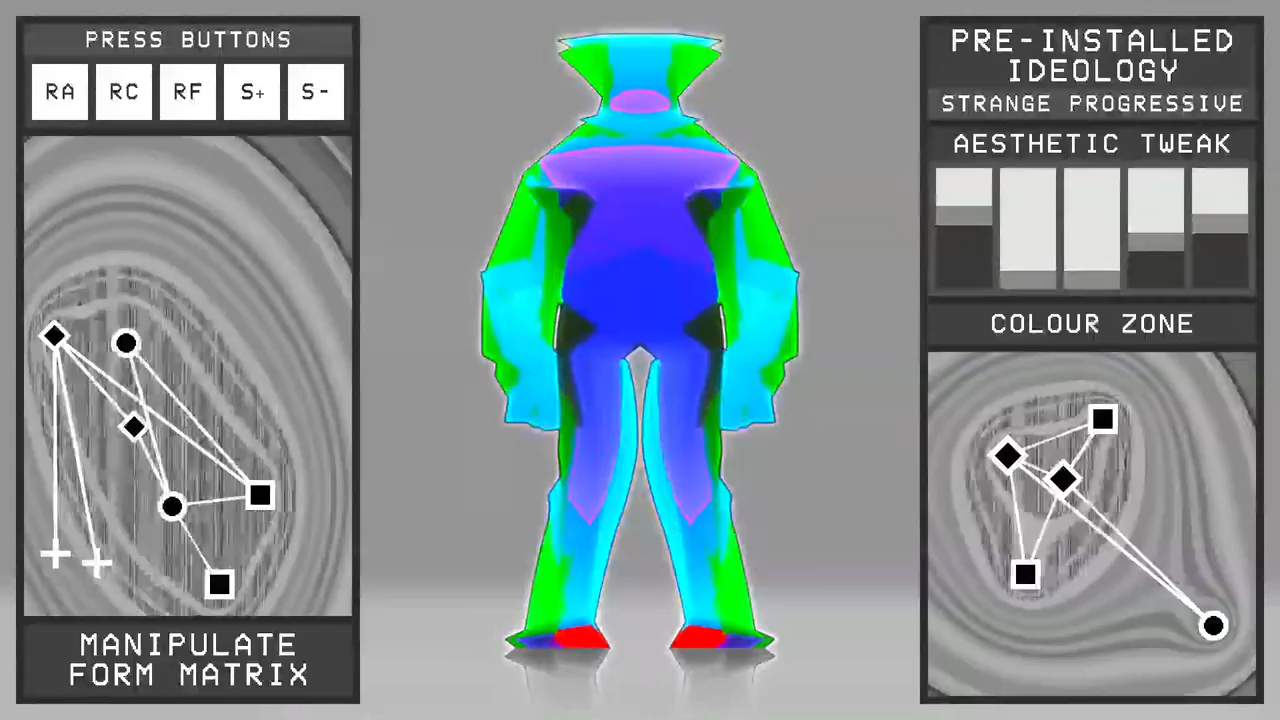 PRESS BUTTONS
RA RC RF S+ S-
MANIPULATE
FORM MATRIX
PRE-INSTALLED
IDEOLOGY
STRANGE PROGRESSIVE
AESTHETIC TWEAK
COLOUR ZONE